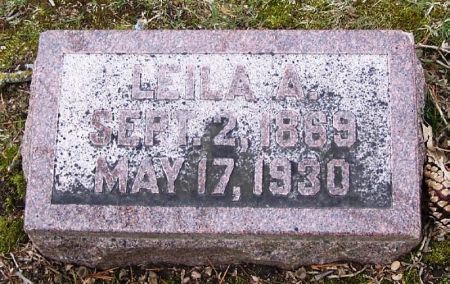 LEILA A.
SEPT. 2, 1869
MAY 17, 1930